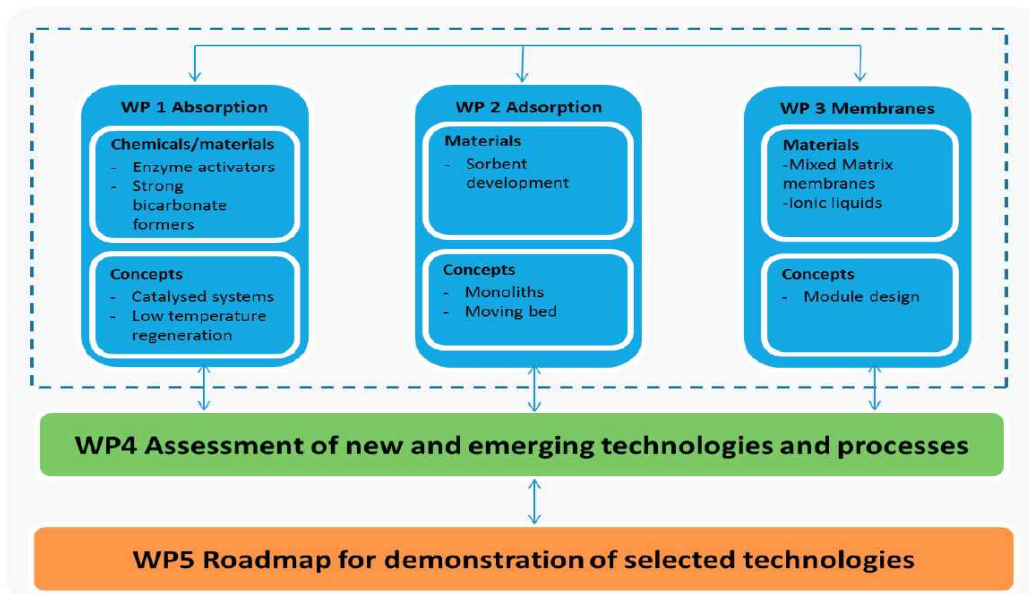 WP 1 Absorption
Chemicals/materials
- Enzyme activators
- Strong
bicarbonate
formers
Concepts
- Catalysed systems
- Low temperature
regeneration
WP 2 Adsorption
Materials
- Sorbent
development
Concepts
- Monoliths
- Moving bed
WP 3 Membranes
Materials
-Mixed Matrix
membranes
-Ionic liquids
Concepts
- Module design
WP4 Assessment of new and emerging technologies and processes
WP5 Roadmap for demonstration of selected technologies